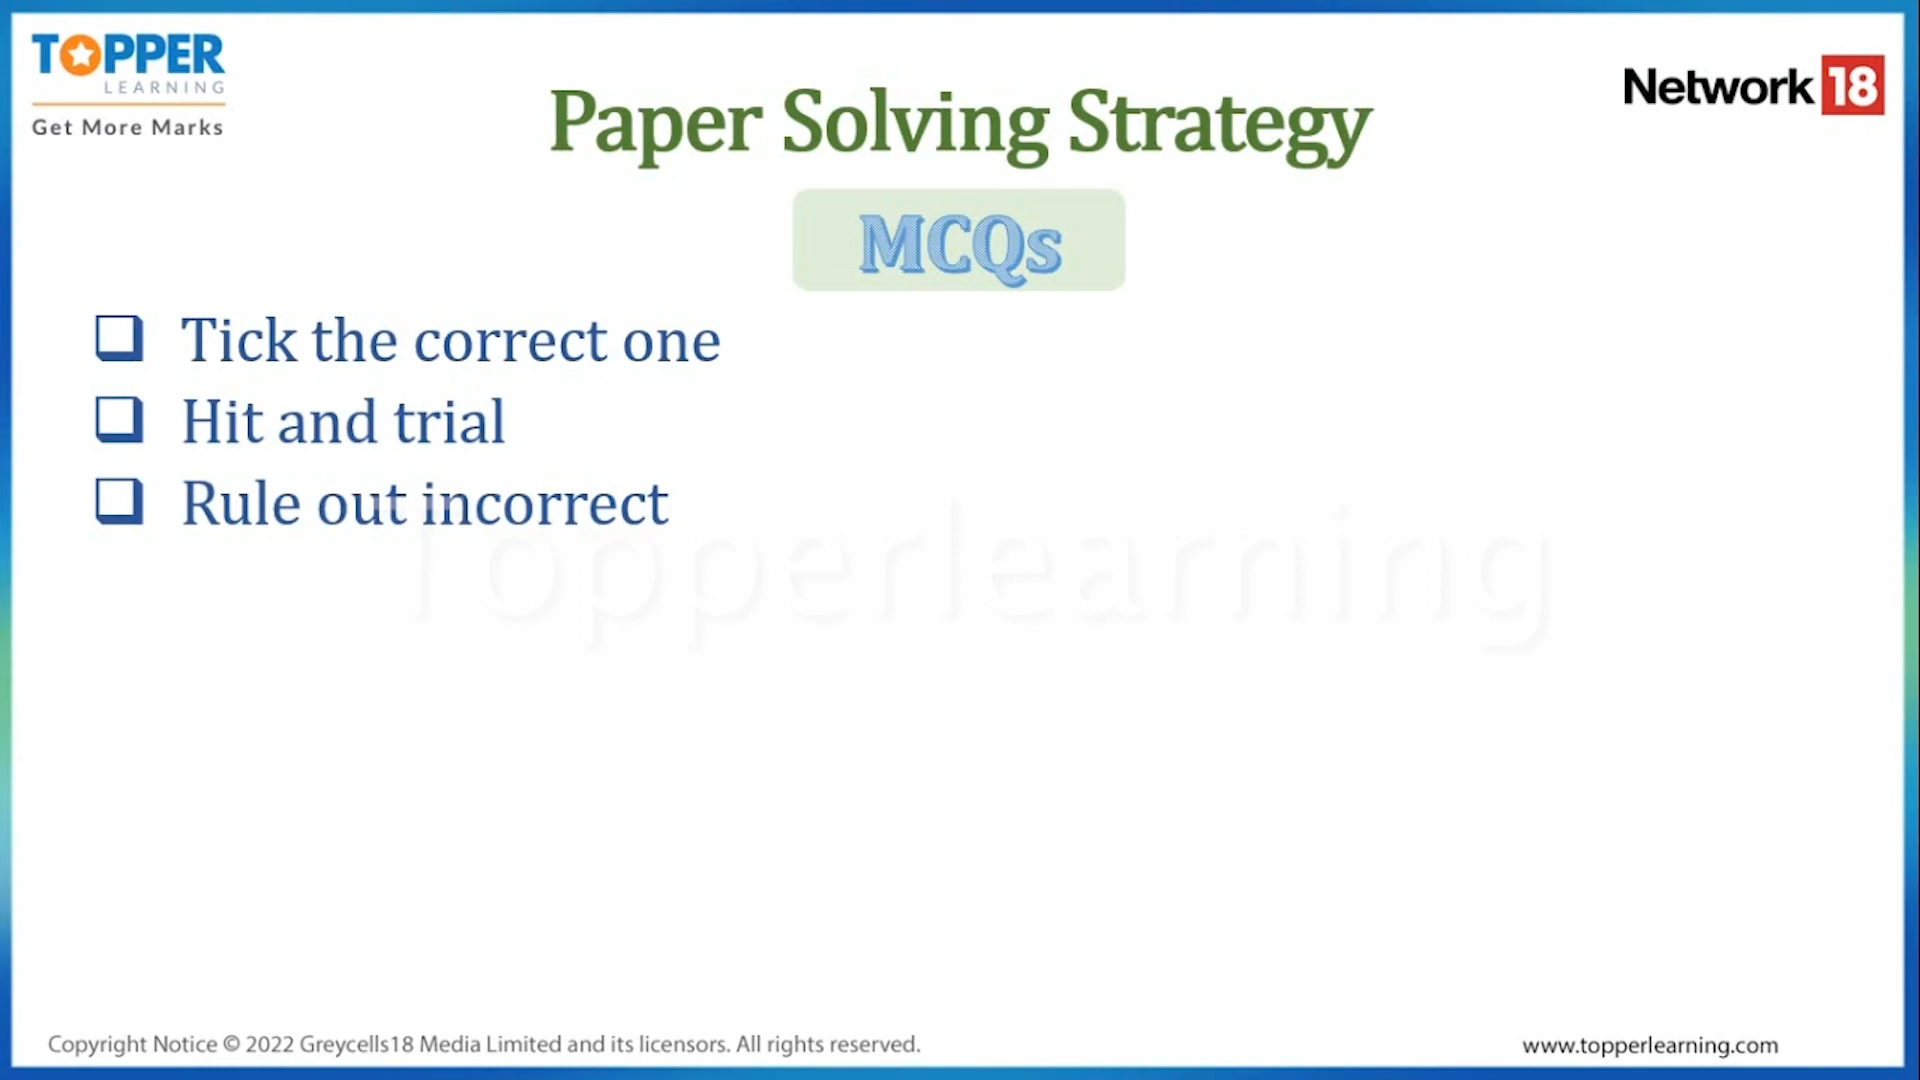 TOPPER
LEARNING
Get More Marks
Network 18
Paper Solving Strategy
MCQs
Tick the correct one
Hit and trial
Rule out incorrect
Topperlearning
Copyright Notice © 2022 Greycells18 Media Limited and its licensors. All rights reserved.
www.topperlearning.com